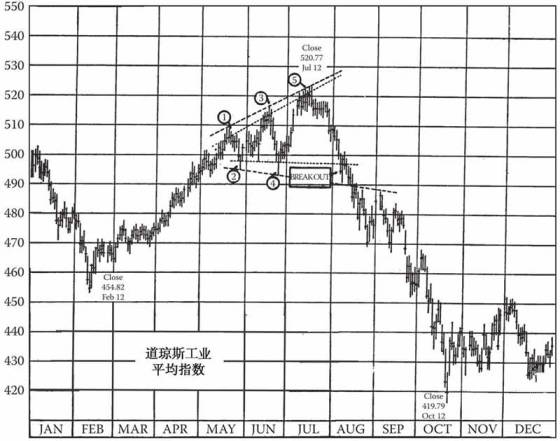 550
540
530
520
510
500
490
480
470
460
450
440
430
420
Close
520.77
Jul 12
⑤
③
①
②
④
BREAKOUT
Close
454.82
Feb 12
道琼斯工业
平均指数
Close
419.79
Oct 12
JAN FEB MAR APR MAY JUN JUL AUG SEP OCT NOV DEC